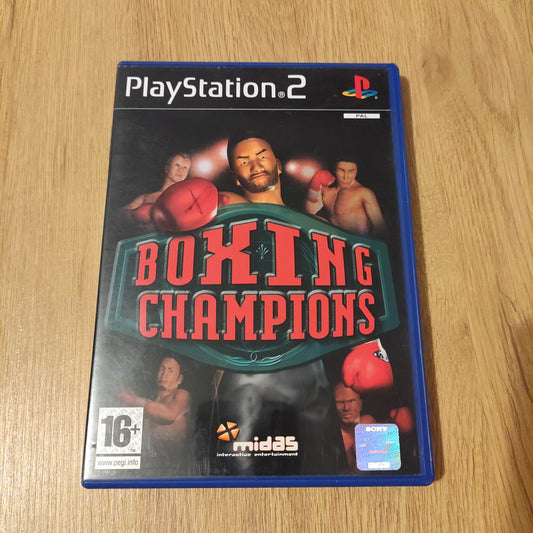 PlayStation®2
PAL
BOXING
CHAMPIONS
16+
www.pegi.info
midas
interactive entertainment
SONY